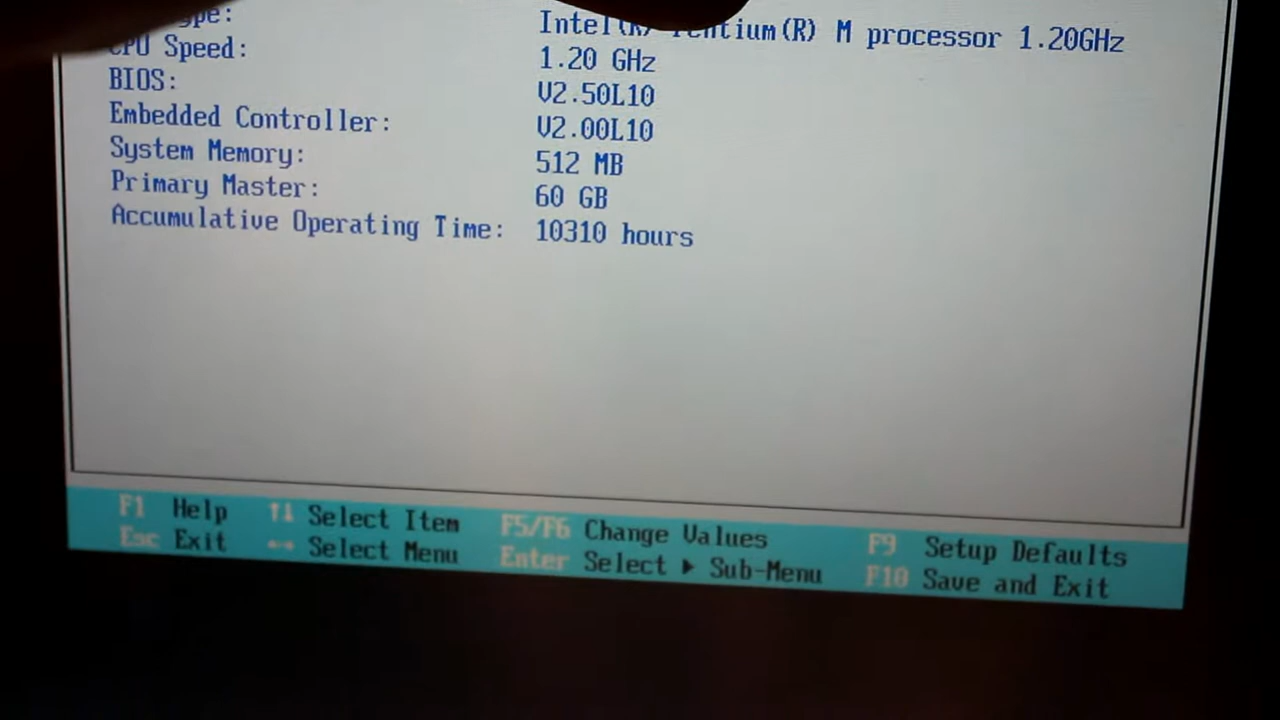 Intel(R) Pentium(R) M processor 1.20GHz
CPU Speed: 1.20 GHz
BIOS: V2.50L10
Embedded Controller: V2.00L10
System Memory: 512 MB
Primary Master: 60 GB
Accumulative Operating Time: 10310 hours
F1 Help ↑↓ Select Item F5/F6 Change Values F9 Setup Defaults
Esc Exit ←→ Select Menu Enter Select ▶ Sub-Menu F10 Save and Exit